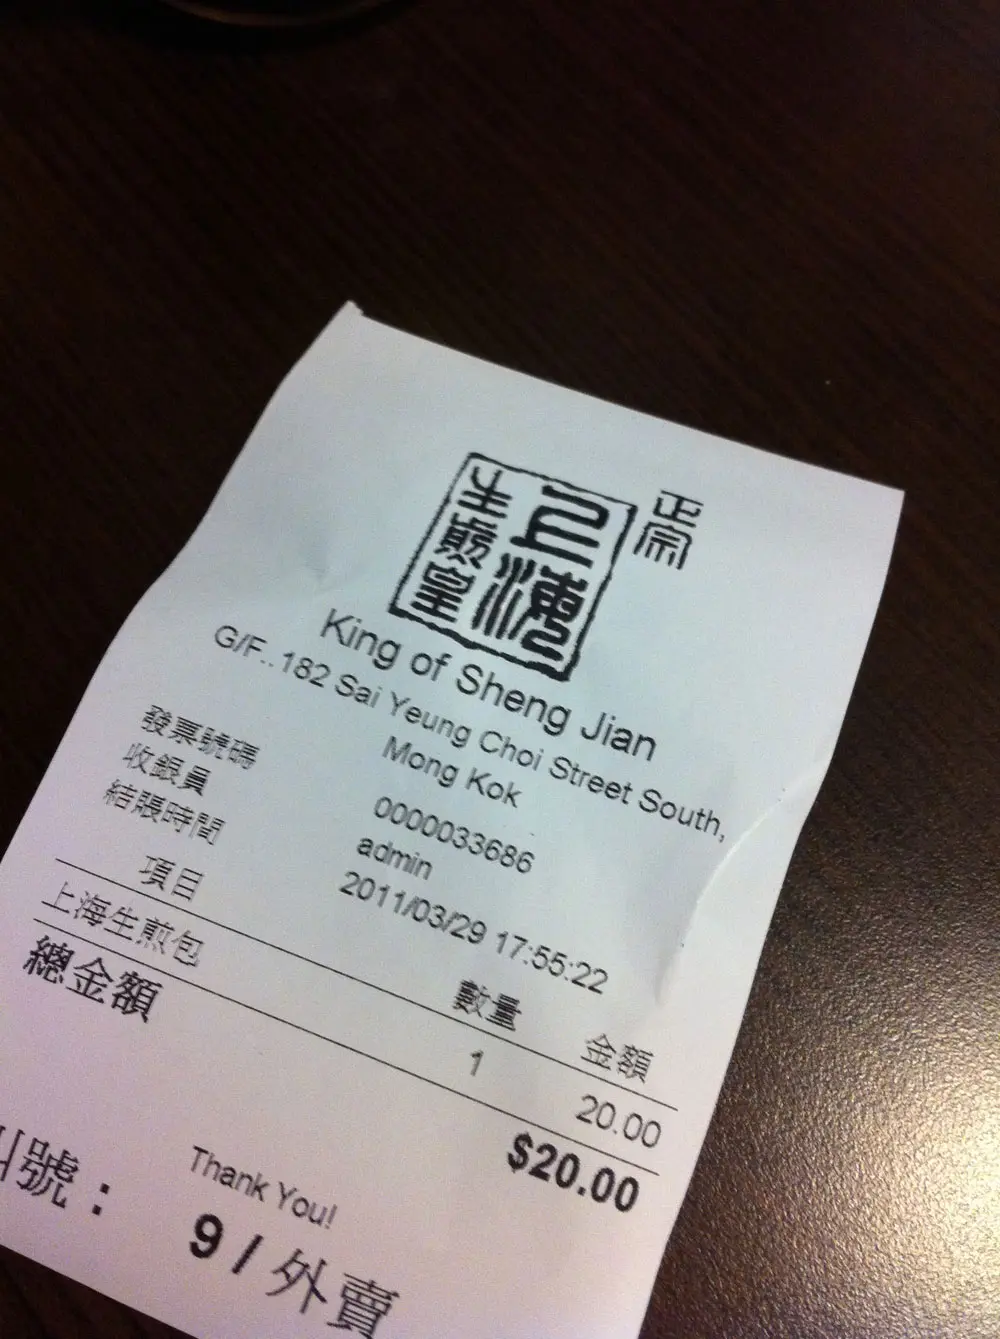 正宗
上海
生煎皇
King of Sheng Jian
G/F.. 182 Sai Yeung Choi Street South,
Mong Kok
發票號碼 0000033686
收銀員 admin
結賬時間 2011/03/29 17:55:22
項目 數量 金額
上海生煎包 1 20.00
總金額 $20.00
Thank You!
叫號： 9 / 外賣